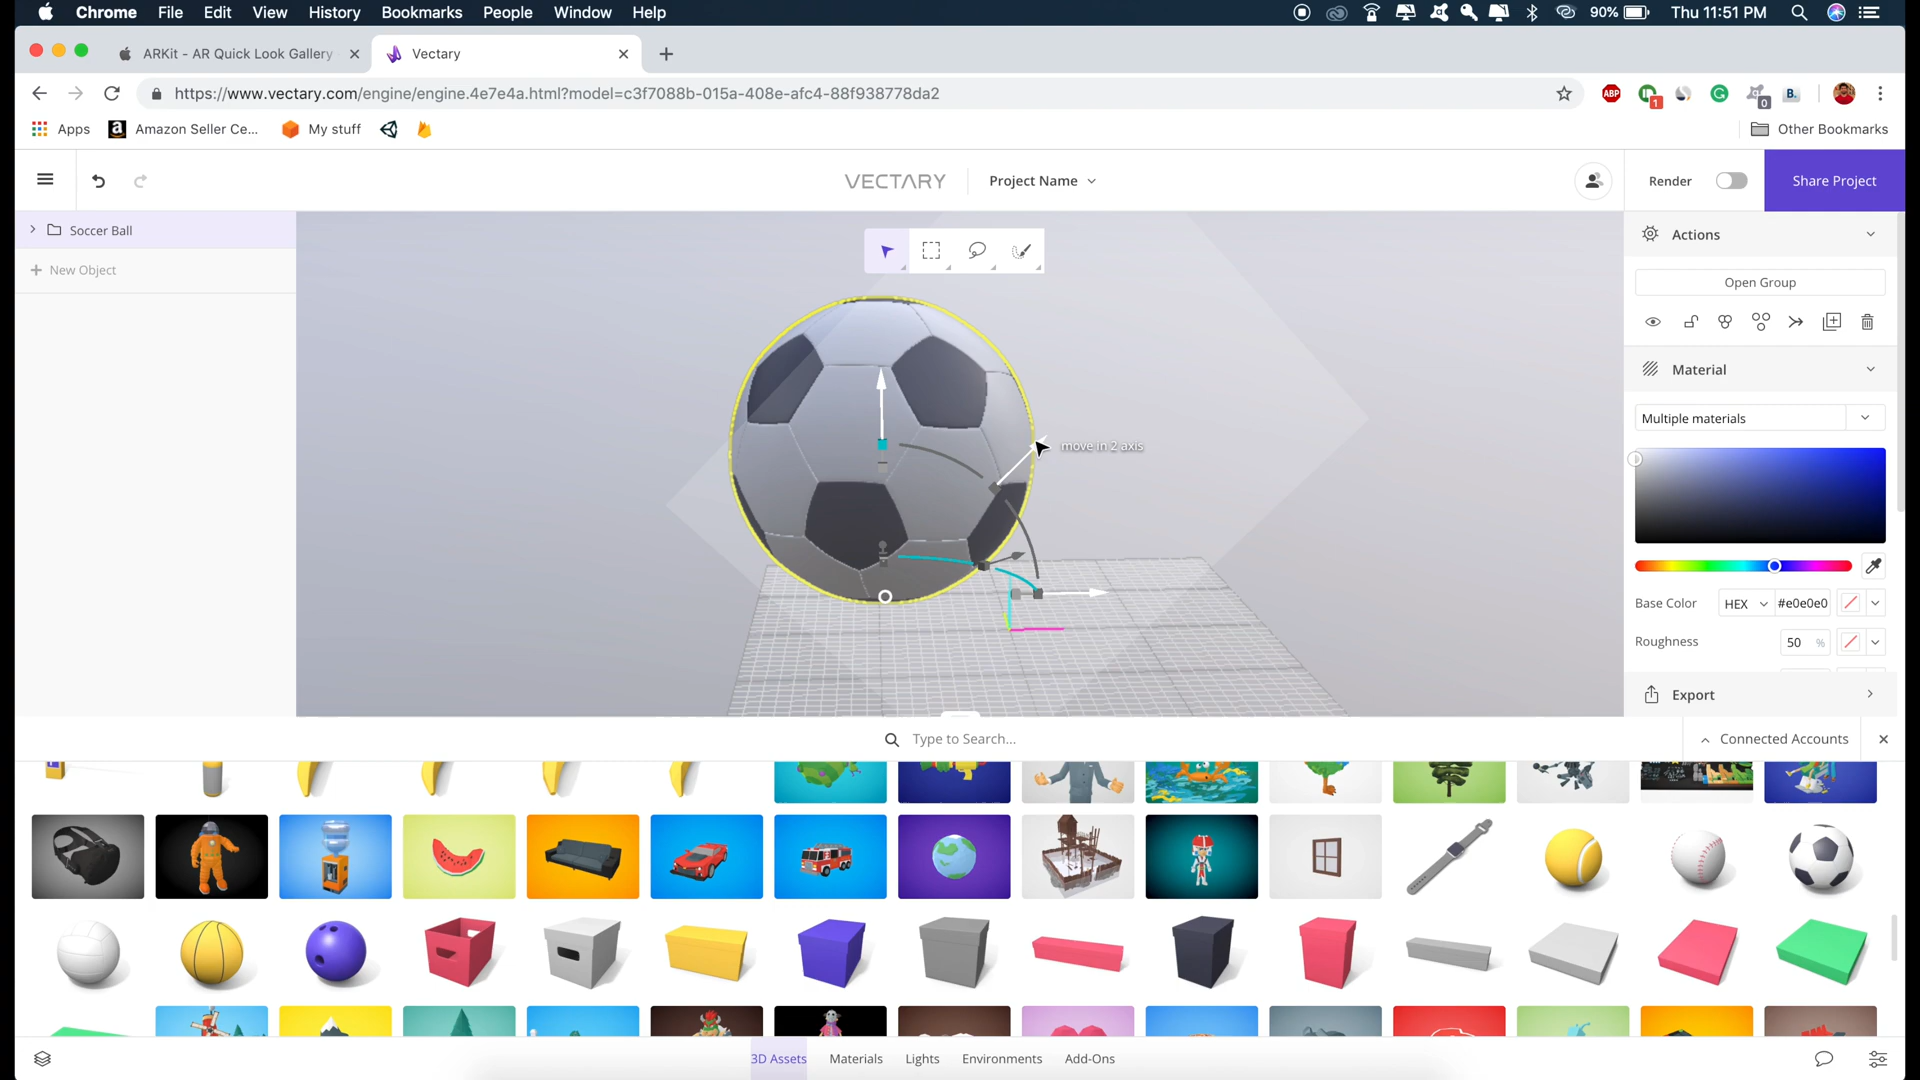 Chrome File Edit View History Bookmarks People Window Help 90% Thu 11:51 PM
ARKit - AR Quick Look Gallery
Vectary
https://www.vectary.com/engine/engine.4e7e4a.html?model=c3f7088b-015a-408e-afc4-88f938778da2
ABP 1 0 B.
Apps Amazon Seller Ce... My stuff Other Bookmarks
VECTARY Project Name Render Share Project
Soccer Ball
New Object
move in 2 axis
Actions
Open Group
Material
Multiple materials
Base Color HEX #e0e0e0
Roughness 50 %
Export
Type to Search... Connected Accounts
3D Assets Materials Lights Environments Add-Ons